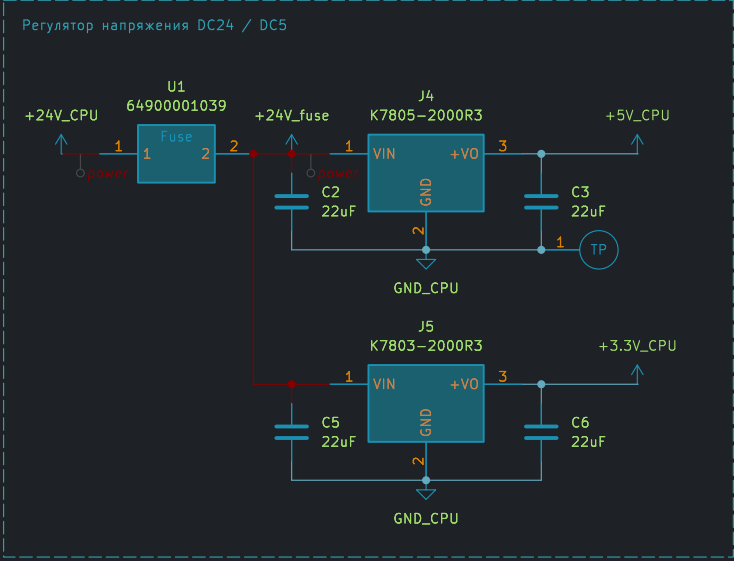 Регулятор напряжения DC24 / DC5
U1
64900001039
+24V_CPU
1
Fuse
1
2
2
power
+24V_fuse
power
J4
K7805-2000R3
1
VIN
+VO
3
GND
2
+5V_CPU
C2
22uF
C3
22uF
1
TP
GND_CPU
J5
K7803-2000R3
1
VIN
+VO
3
GND
2
+3.3V_CPU
C5
22uF
C6
22uF
GND_CPU